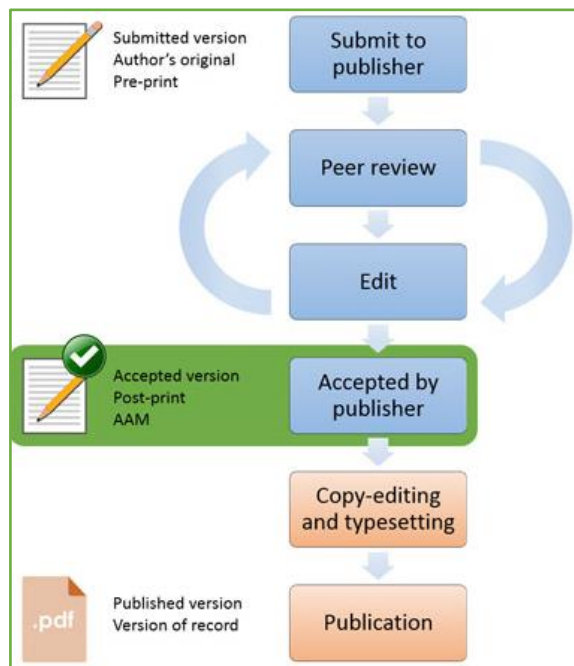 Submitted version
Author's original
Pre-print
Submit to
publisher
Peer review
Edit
Accepted version
Post-print
AAM
Accepted by
publisher
Copy-editing
and typesetting
.pdf
Published version
Version of record
Publication